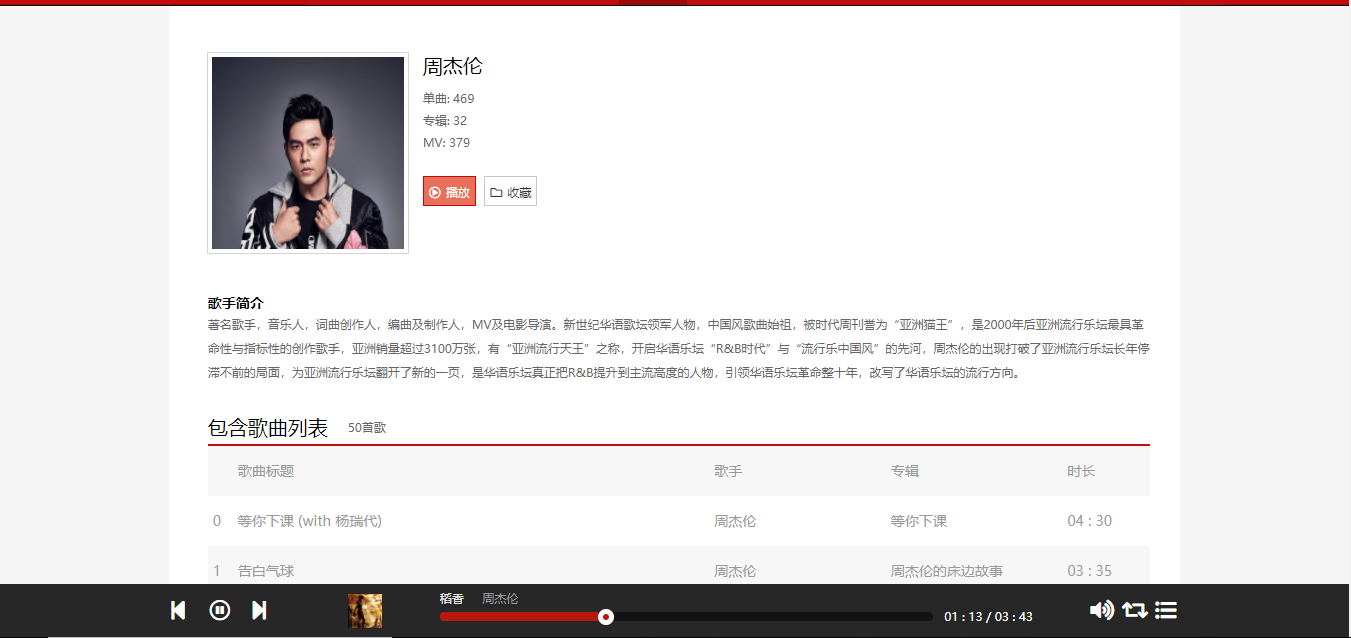 周杰伦
单曲: 469
专辑: 32
MV: 379
播放 收藏
歌手简介
著名歌手，音乐人，词曲创作人，编曲及制作人，MV及电影导演。新世纪华语歌坛领军人物，中国风歌曲始祖，被时代周刊誉为“亚洲猫王”，是2000年后亚洲流行乐坛最具革
命性与指标性的创作歌手，亚洲销量超过3100万张，有“亚洲流行天王”之称，开启华语乐坛“R&B时代”与“流行乐中国风”的先河，周杰伦的出现打破了亚洲流行乐坛长年停
滞不前的局面，为亚洲流行乐坛翻开了新的一页，是华语乐坛真正把R&B提升到主流高度的人物，引领华语乐坛革命整十年，改写了华语乐坛的流行方向。
包含歌曲列表 50首歌
歌曲标题 歌手 专辑 时长
0 等你下课 (with 杨瑞代) 周杰伦 等你下课 04 : 30
1 告白气球 周杰伦 周杰伦的床边故事 03 : 35
稻香 周杰伦
01 : 13 / 03 : 43